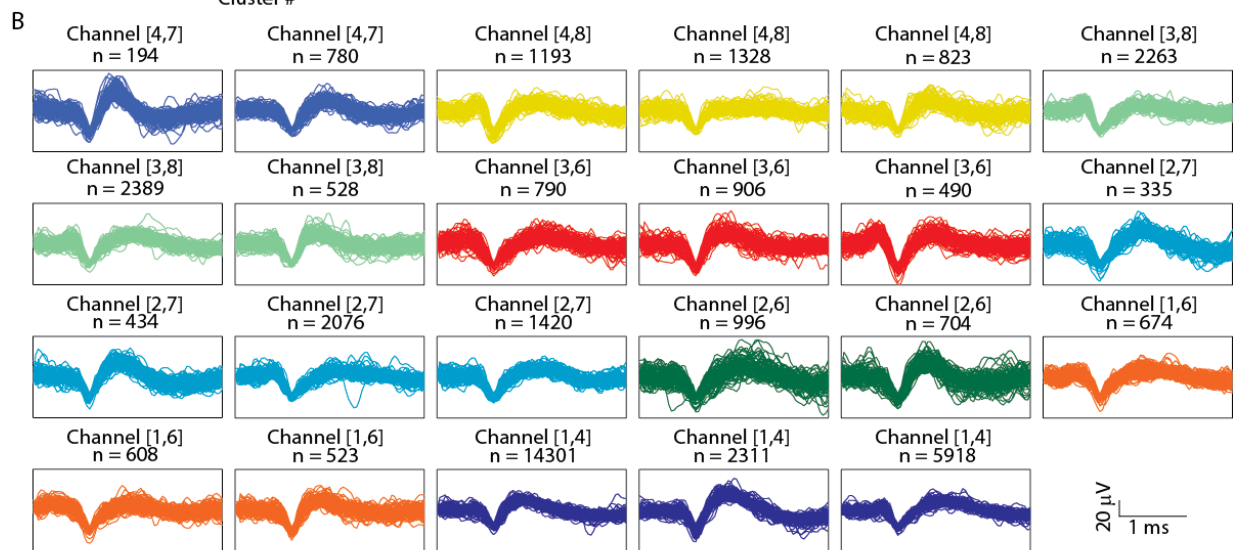 Cluster #
B
Channel [4,7] Channel [4,7] Channel [4,8] Channel [4,8] Channel [4,8] Channel [3,8]
n = 194 n = 780 n = 1193 n = 1328 n = 823 n = 2263
Channel [3,8] Channel [3,8] Channel [3,6] Channel [3,6] Channel [3,6] Channel [2,7]
n = 2389 n = 528 n = 790 n = 906 n = 490 n = 335
Channel [2,7] Channel [2,7] Channel [2,7] Channel [2,6] Channel [2,6] Channel [1,6]
n = 434 n = 2076 n = 1420 n = 996 n = 704 n = 674
Channel [1,6] Channel [1,6] Channel [1,4] Channel [1,4] Channel [1,4]
n = 608 n = 523 n = 14301 n = 2311 n = 5918
20 μV
1 ms